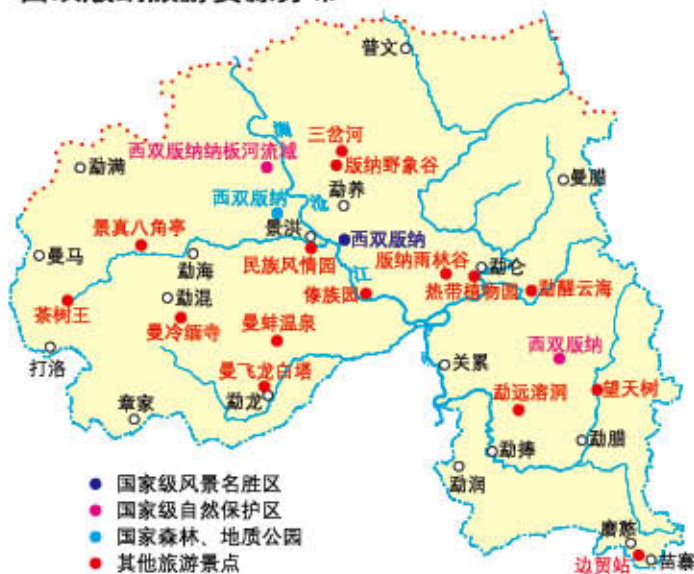 普文
澜
三岔河
西双版纳纳板河流域
版纳野象谷
勐满
曼腊
沧
勐养
西双版纳
景洪
西双版纳
景真八角亭
民族风情园
版纳雨林谷
勐仑
曼马
勐海
江
热带植物园
勐醒云海
傣族园
勐混
茶树王
曼冷缅寺
曼蚌温泉
打洛
西双版纳
关累
曼飞龙白塔
勐龙
望天树
勐远溶洞
章家
勐捧
勐腊
勐润
国家级风景名胜区
国家级自然保护区
国家森林、地质公园
其他旅游景点
磨憨
边贸站
苗寨